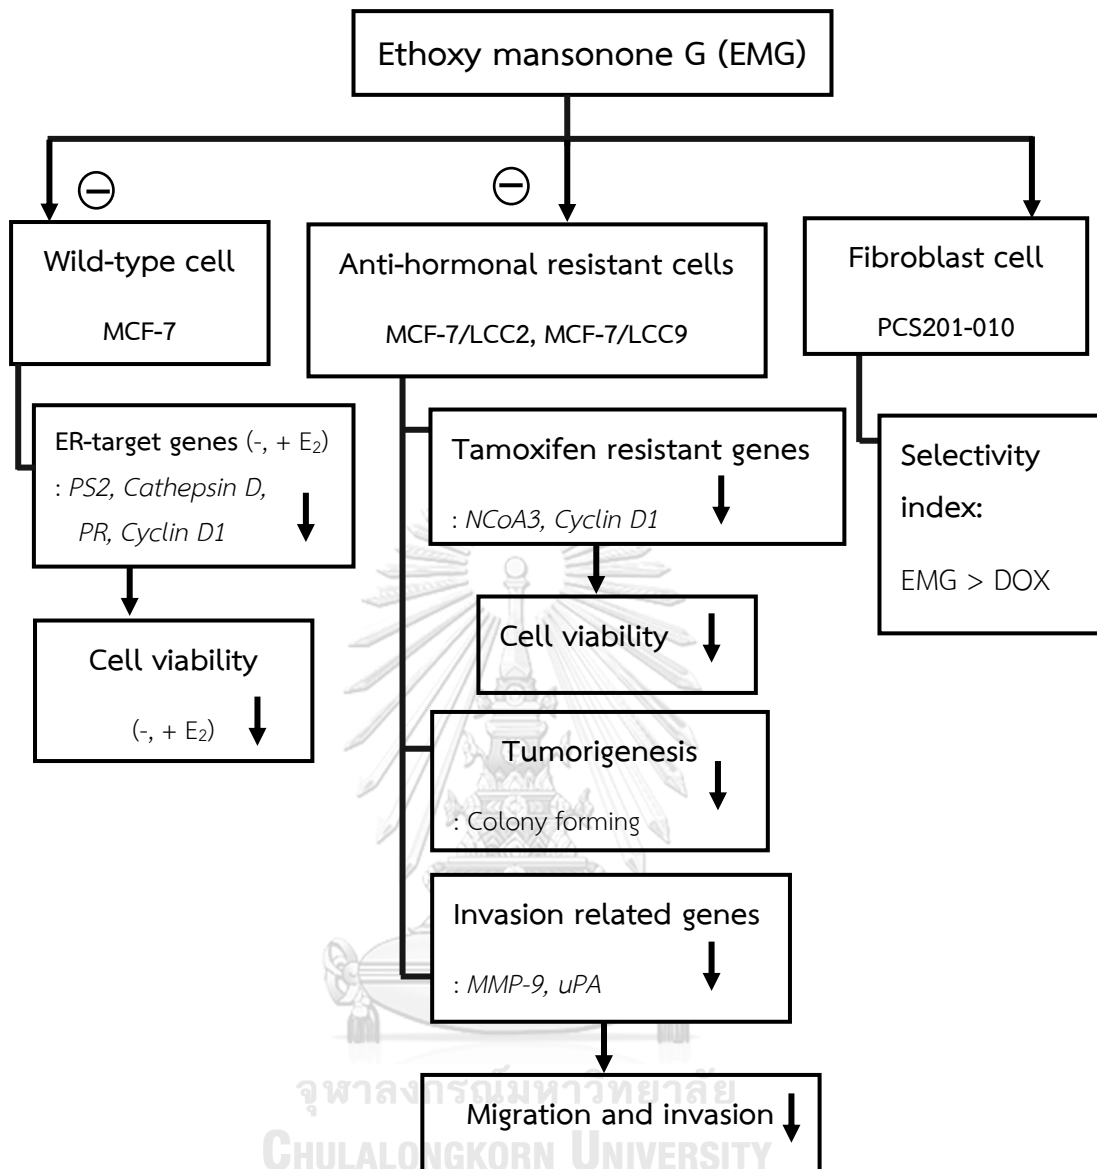 Ethoxy mansonone G (EMG)
Wild-type cell
MCF-7
Anti-hormonal resistant cells
MCF-7/LCC2, MCF-7/LCC9
Fibroblast cell
PCS201-010
ER-target genes (-, + E₂)
: PS2, Cathepsin D,
PR, Cyclin D1
Cell viability
(-, + E₂)
Tamoxifen resistant genes
: NCoA3, Cyclin D1
Cell viability
Tumorigenesis
: Colony forming
Invasion related genes
: MMP-9, uPA
Migration and invasion
Selectivity
index:
EMG > DOX
จุฬาลงกรณ์มหาวิทยาลัย
CHULALONGKORN UNIVERSITY